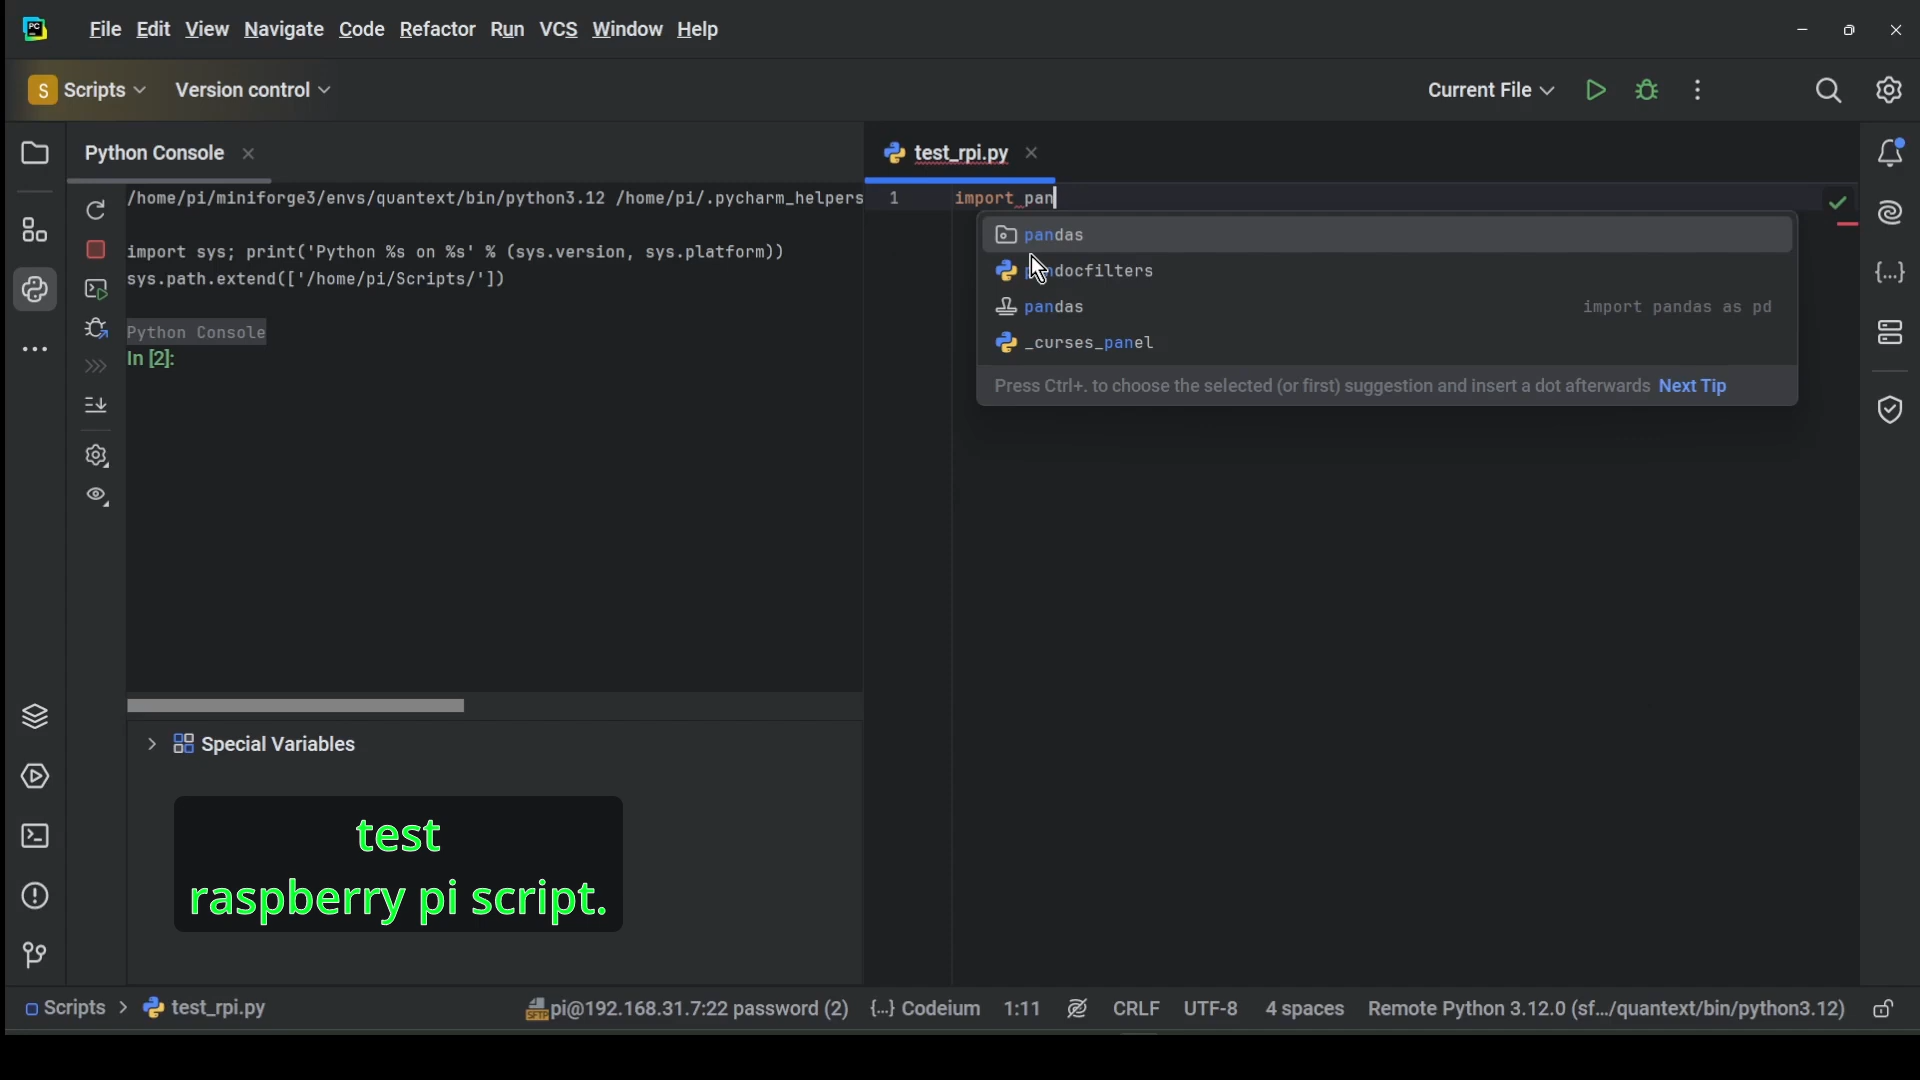 PC
File Edit View Navigate Code Refactor Run VCS Window Help
S Scripts Version control Current File
Python Console
test_rpi.py
/home/pi/miniforge3/envs/quantext/bin/python3.12 /home/pi/.pycharm_helpers
import sys; print('Python %s on %s' % (sys.version, sys.platform))
sys.path.extend(['/home/pi/Scripts/'])
Python Console
In [2]:
1 import pan
pandas
docfilters
pandas import pandas as pd
_curses_panel
Press Ctrl+. to choose the selected (or first) suggestion and insert a dot afterwards Next Tip
Special Variables
test
raspberry pi script.
Scripts > test_rpi.py SFTP pi@192.168.31.7:22 password (2) {...} Codeium 1:11 CRLF UTF-8 4 spaces Remote Python 3.12.0 (sf.../quantext/bin/python3.12)